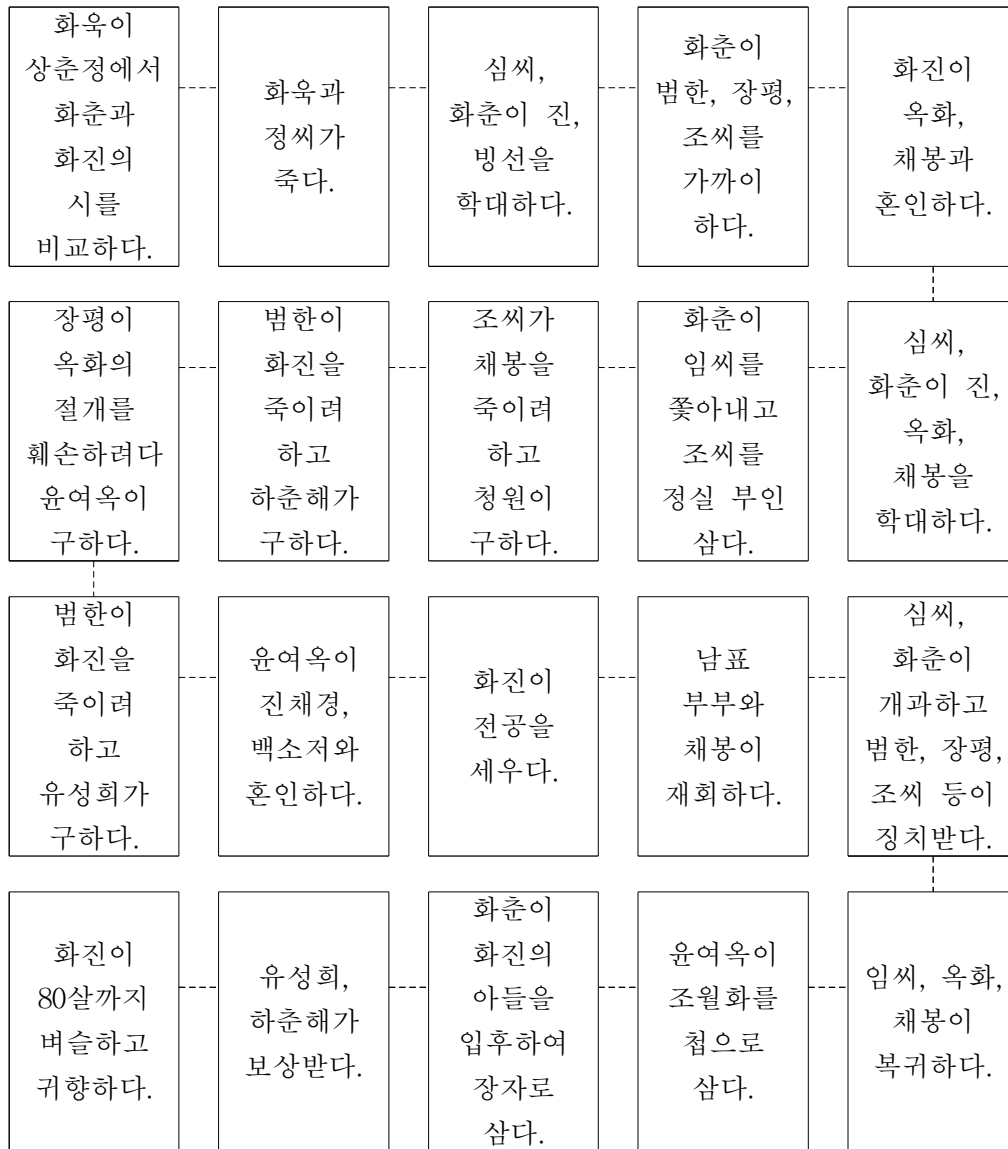 화욱이
상춘정에서
화춘과
화진의
시를
비교하다.
화욱과
정씨가
죽다.
심씨,
화춘이 진,
빙선을
학대하다.
화춘이
범한, 장평,
조씨를
가까이
하다.
화진이
옥화,
채봉과
혼인하다.
장평이
옥화의
절개를
훼손하려다
윤여옥이
구하다.
범한이
화진을
죽이려
하고
하춘해가
구하다.
조씨가
채봉을
죽이려
하고
청원이
구하다.
화춘이
임씨를
쫓아내고
조씨를
정실 부인
삼다.
심씨,
화춘이 진,
옥화,
채봉을
학대하다.
범한이
화진을
죽이려
하고
유성희가
구하다.
윤여옥이
진채경,
백소저와
혼인하다.
화진이
전공을
세우다.
남표
부부와
채봉이
재회하다.
심씨,
화춘이
개과하고
범한, 장평,
조씨 등이
징치받다.
화진이
80살까지
벼슬하고
귀향하다.
유성희,
하춘해가
보상받다.
화춘이
화진의
아들을
입후하여
장자로
삼다.
윤여옥이
조월화를
첩으로
삼다.
임씨, 옥화,
채봉이
복귀하다.